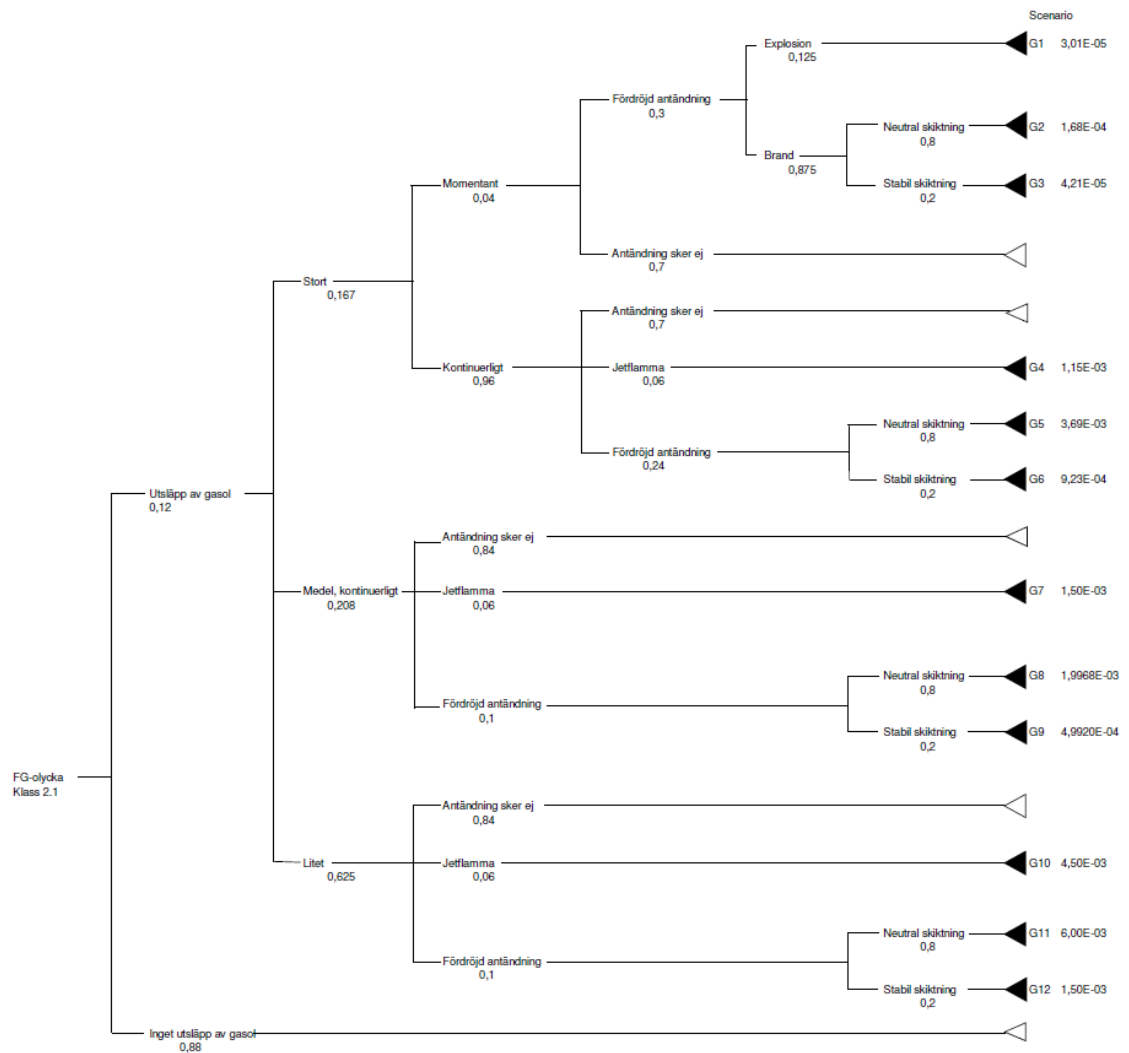 Scenario
Explosion
0,125
G1 3,01E-05
Fördröjd antändning
0,3
Neutral skiktning
0,8
G2 1,68E-04
Brand
0,875
Momentant
0,04
Stabil skiktning
0,2
G3 4,21E-05
Antändning sker ej
0,7
Stort
0,167
Antändning sker ej
0,7
Kontinuerligt
0,96
Jetflamma
0,06
G4 1,15E-03
Neutral skiktning
0,8
G5 3,69E-03
Fördröjd antändning
0,24
Stabil skiktning
0,2
G6 9,23E-04
Utsläpp av gasol
0,12
Antändning sker ej
0,84
Medel, kontinuerligt
0,208
Jetflamma
0,06
G7 1,50E-03
Neutral skiktning
0,8
G8 1,9968E-03
Fördröjd antändning
0,1
Stabil skiktning
0,2
G9 4,9920E-04
FG-olycka
Klass 2.1
Antändning sker ej
0,84
Litet
0,625
Jetflamma
0,06
G10 4,50E-03
Neutral skiktning
0,8
G11 6,00E-03
Fördröjd antändning
0,1
Stabil skiktning
0,2
G12 1,50E-03
Inget utsläpp av gasol
0,88